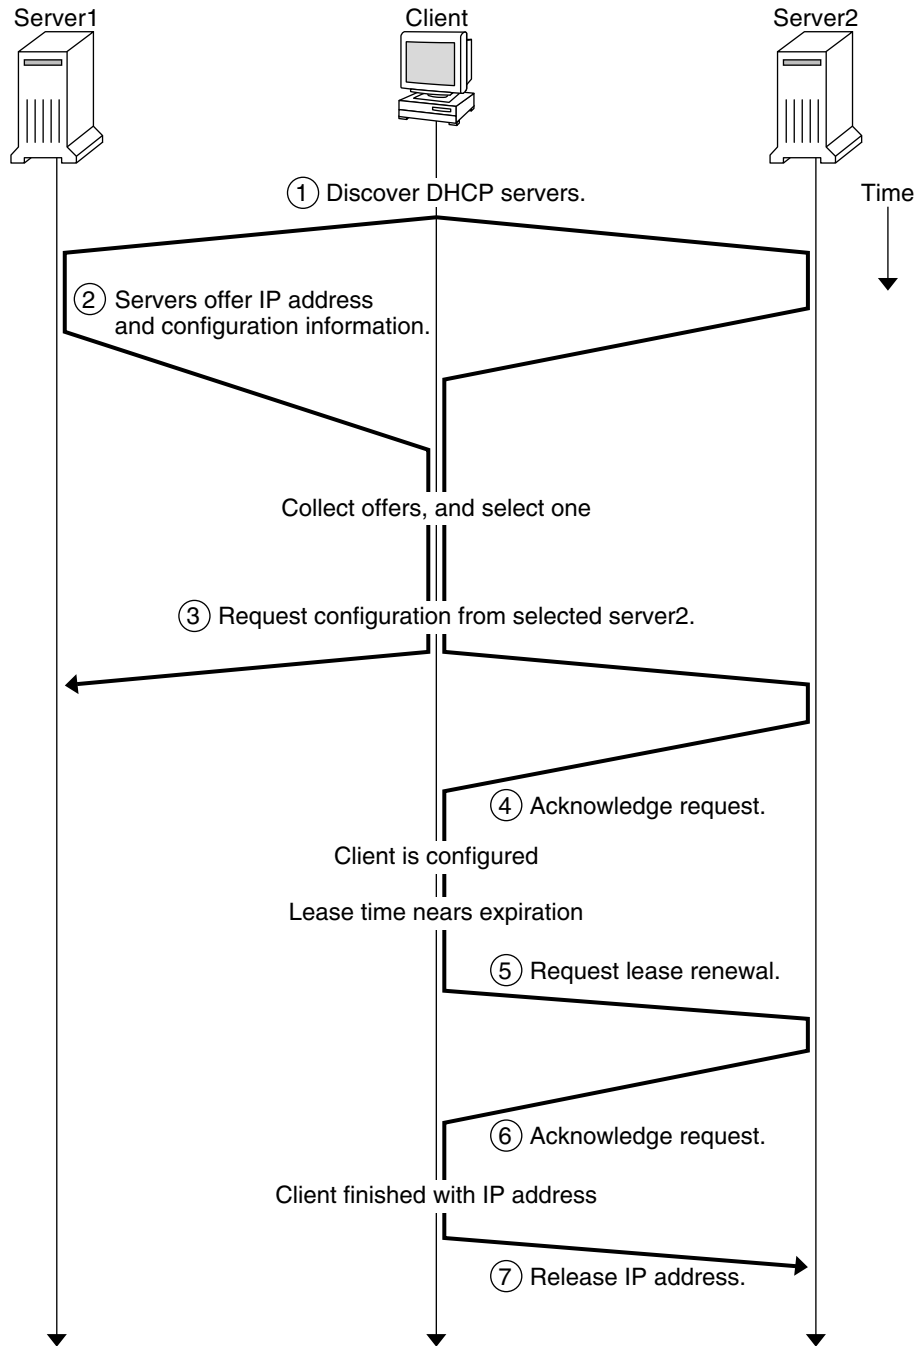 Server1
Client
Server2
1 Discover DHCP servers.
Time
2 Servers offer IP address
and configuration information.
Collect offers, and select one
3 Request configuration from selected server2.
4 Acknowledge request.
Client is configured
Lease time nears expiration
5 Request lease renewal.
6 Acknowledge request.
Client finished with IP address
7 Release IP address.